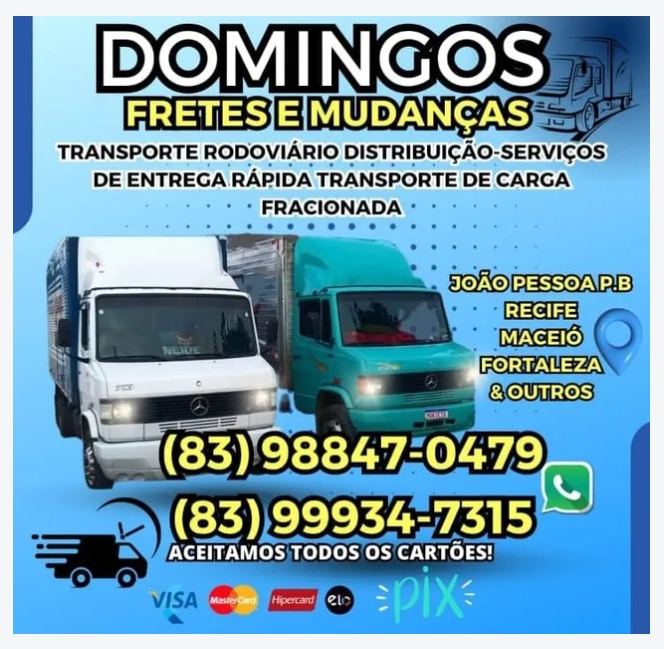 DOMINGOS
FRETES E MUDANÇAS
TRANSPORTE RODOVIÁRIO DISTRIBUIÇÃO-SERVIÇOS
DE ENTREGA RÁPIDA TRANSPORTE DE CARGA
FRACIONADA
JOÃO PESSOA P.B
RECIFE
MACEIÓ
FORTALEZA
& OUTROS
NEIDE
(83) 98847-0479
(83) 99934-7315
ACEITAMOS TODOS OS CARTÕES!
VISA MasterCard Hipercard elo pix